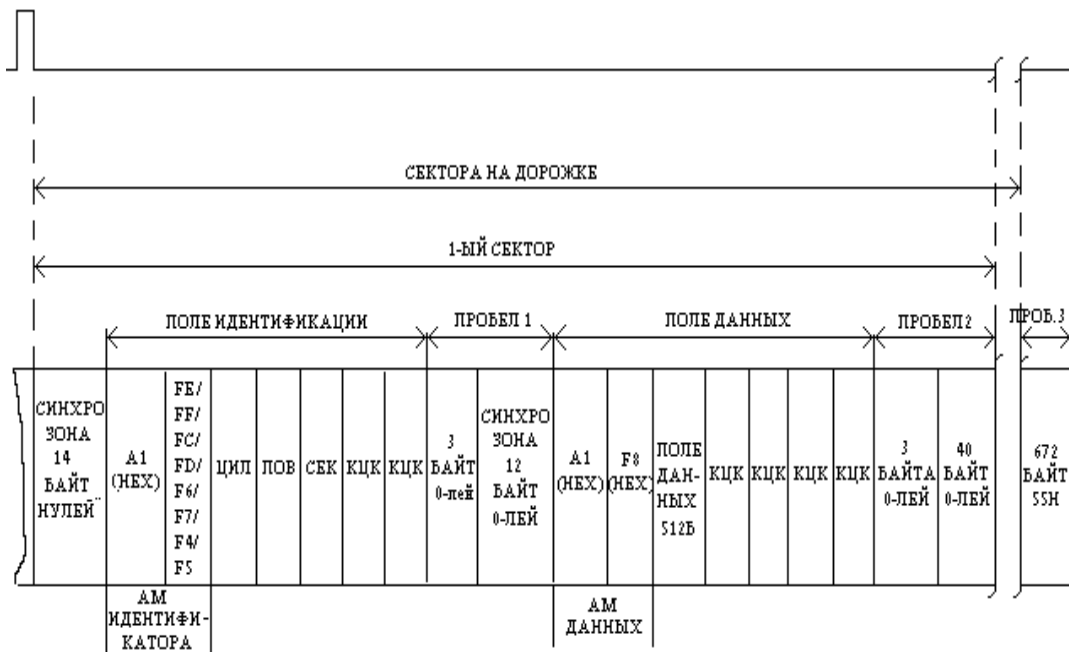 СЕКТОРА НА ДОРОЖКЕ
1-ЫЙ СЕКТОР
ПОЛЕ ИДЕНТИФИКАЦИИ
ПРОБЕЛ 1
ПОЛЕ ДАННЫХ
ПРОБЕЛ 2
ПРОБ.3
СИНХРО
ЗОНА
14
БАЙТ
НУЛЕЙ
A1
(HEX)
FE/
FF/
FC/
FD/
F6/
F7/
F4/
F5
ЦИЛ
ПОВ
СЕК
КЦК
КЦК
3
БАЙТ
0-лей
СИНХРО
ЗОНА
12
БАЙТ
0-ЛЕЙ
A1
(HEX)
F8
(HEX)
ПОЛЕ
ДАН-
НЫХ
512Б
КЦК
КЦК
КЦК
КЦК
3
БАЙТА
0-ЛЕЙ
40
БАЙТ
0-ЛЕЙ
672
БАЙТ
55H
АМ
ИДЕНТИФИ-
КАТОРА
АМ
ДАННЫХ